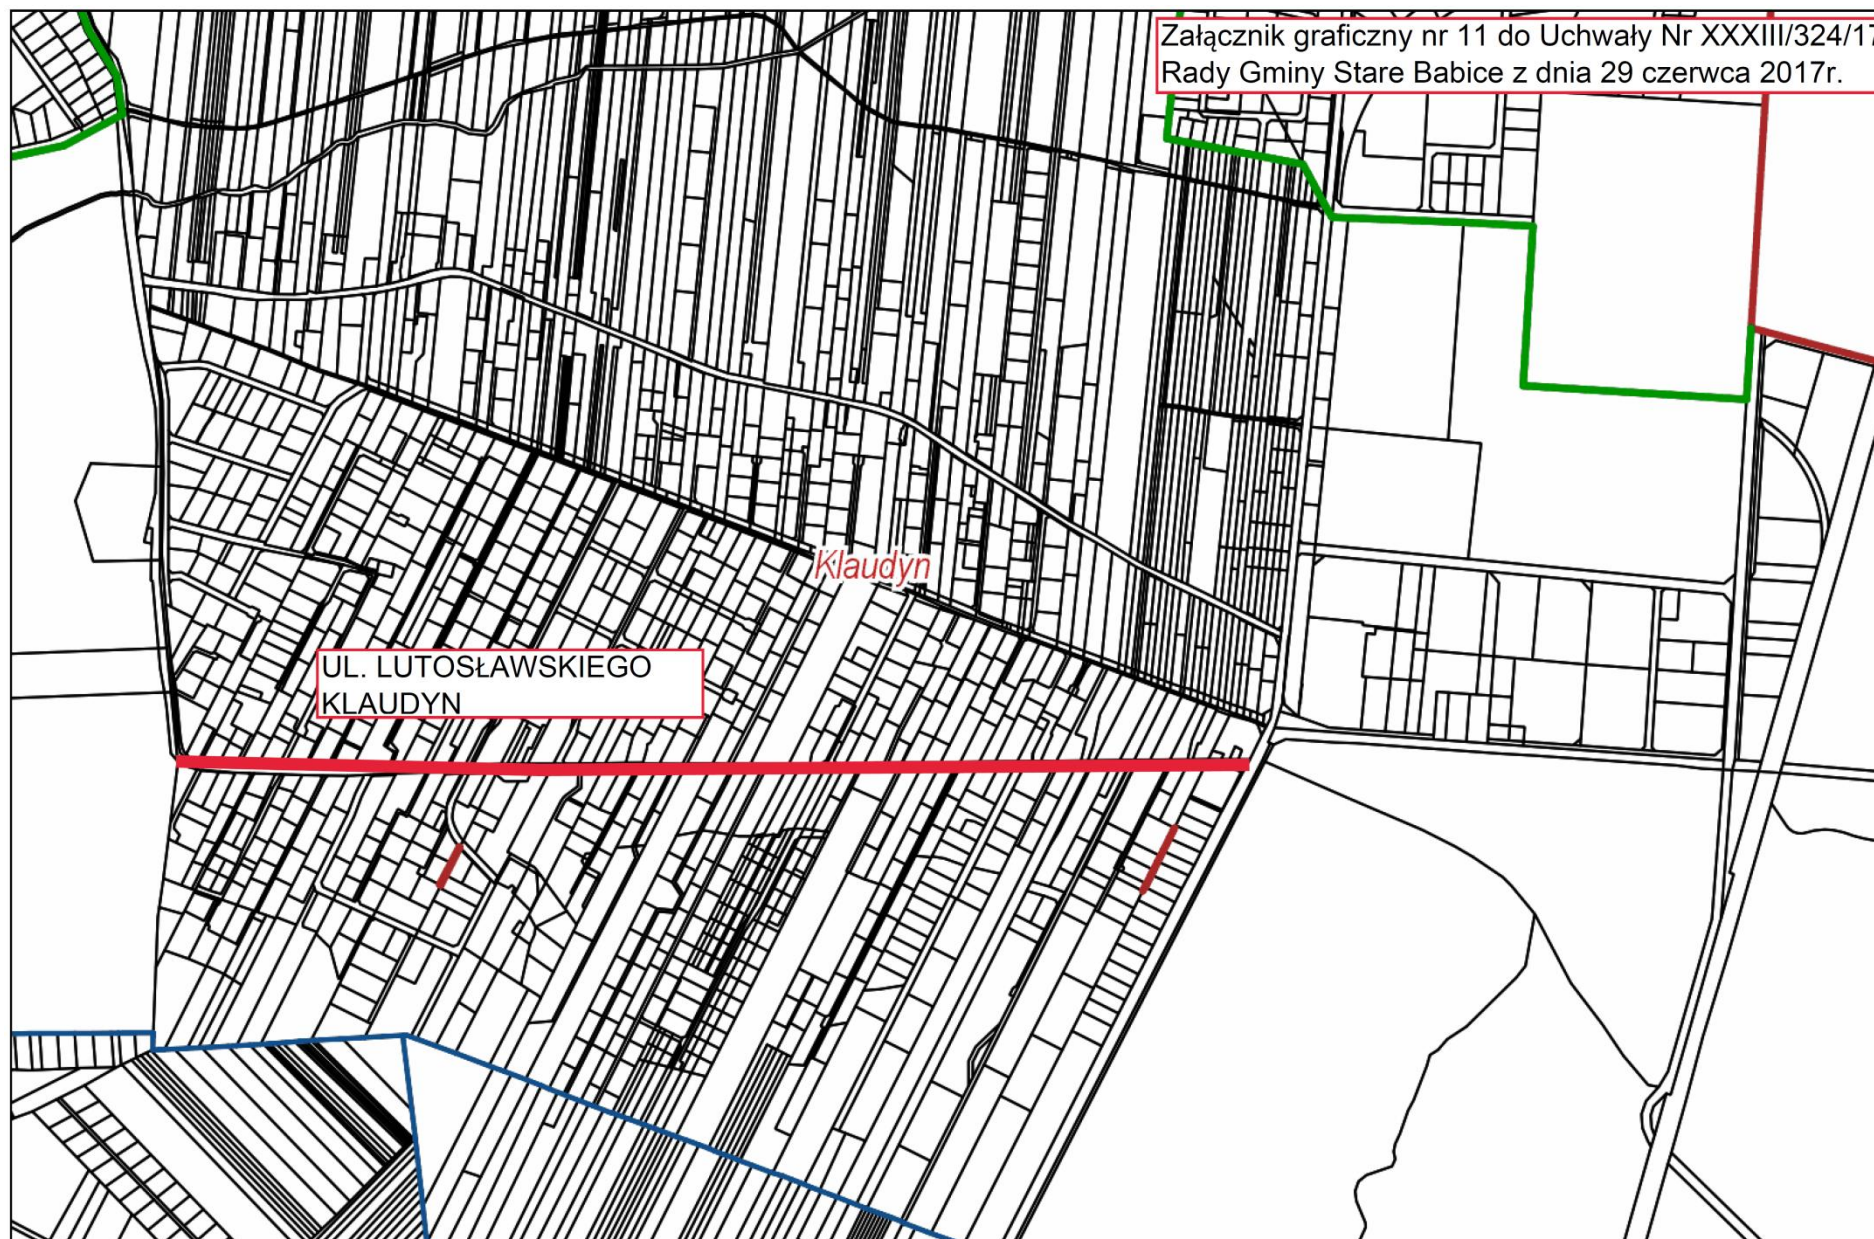 Załącznik graficzny nr 11 do Uchwały Nr XXXIII/324/17
Rady Gminy Stare Babice z dnia 29 czerwca 2017r.
Klaudyn
UL. LUTOSŁAWSKIEGO
KLAUDYN